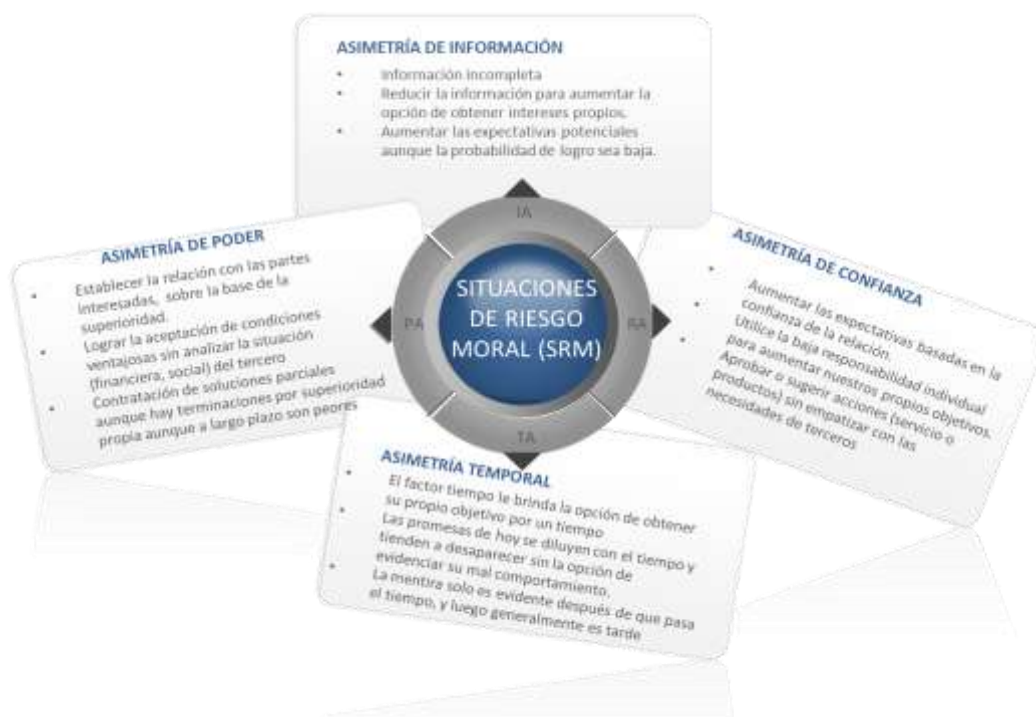 ASIMETRÍA DE INFORMACIÓN
• Información incompleta
• Reducir la información para aumentar la
opción de obtener intereses propios.
• Aumentar las expectativas potenciales
aunque la probabilidad de logro sea baja.
ASIMETRÍA DE PODER
• Establecer la relación con las partes
interesadas, sobre la base de la
superioridad.
• Lograr la aceptación de condiciones
ventajosas sin analizar la situación
(financiera, social) del tercero
• Contratación de soluciones parciales
aunque hay terminaciones por superioridad
propia aunque a largo plazo son peores
IA
PA
SITUACIONES
DE RIESGO
MORAL (SRM)
RA
TA
ASIMETRÍA DE CONFIANZA
• Aumentar las expectativas basadas en la
confianza de la relación.
• Utilice la baja responsabilidad individual
para aumentar nuestros propios objetivos.
• Aprobar o sugerir acciones (servicio o
productos) sin empatizar con las
necesidades de terceros
ASIMETRÍA TEMPORAL
• El factor tiempo le brinda la opción de obtener
su propio objetivo por un tiempo
• Las promesas de hoy se diluyen con el tiempo y
tienden a desaparecer sin la opción de
evidenciar su mal comportamiento.
• La mentira solo es evidente después de que pasa
el tiempo, y luego generalmente es tarde